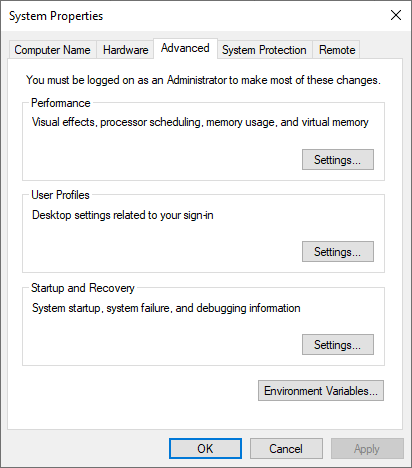 System Properties
Computer Name Hardware Advanced System Protection Remote
You must be logged on as an Administrator to make most of these changes.
Performance
Visual effects, processor scheduling, memory usage, and virtual memory
Settings...
User Profiles
Desktop settings related to your sign-in
Settings...
Startup and Recovery
System startup, system failure, and debugging information
Settings...
Environment Variables...
OK Cancel Apply